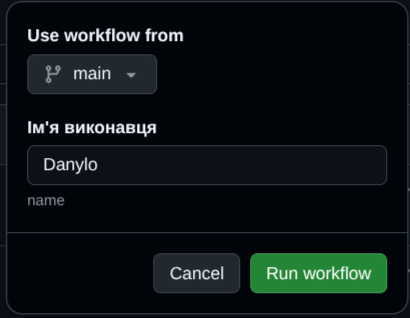 Use workflow from
main
Ім'я виконавця
Danylo
name
Cancel Run workflow